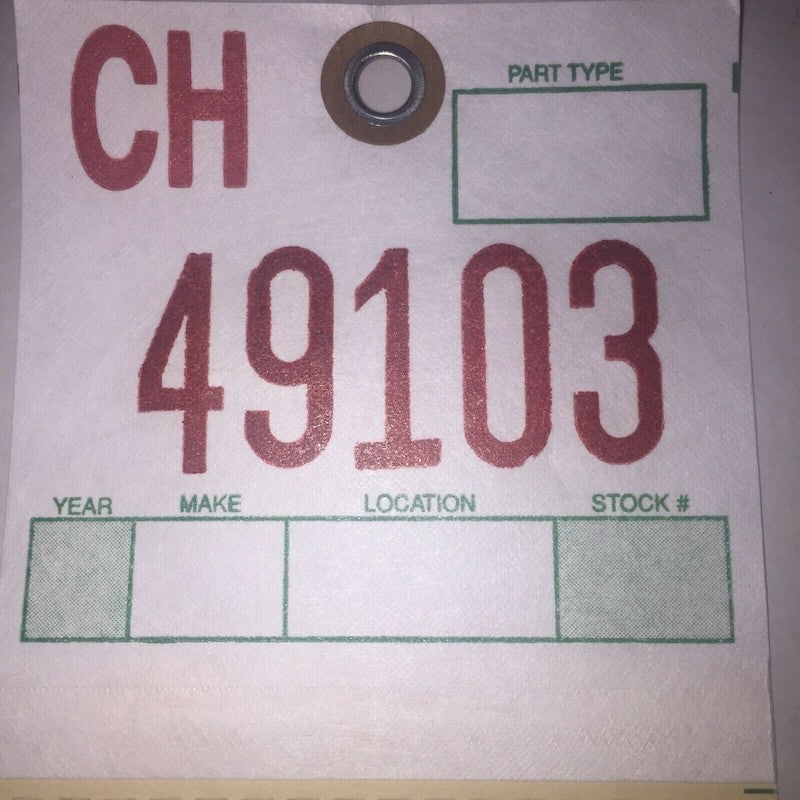 CH
PART TYPE
49103
YEAR MAKE LOCATION STOCK #